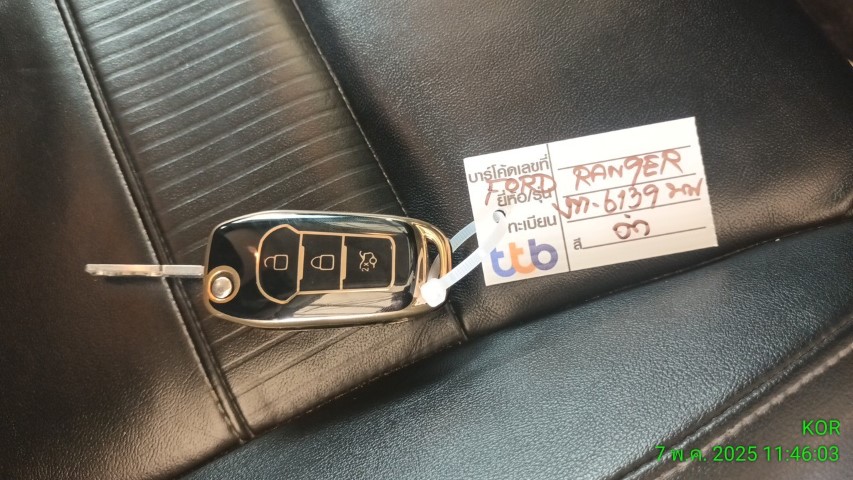 บาร์โค้ดเลขที่
ยี่ห้อ/รุ่น FORD RANGER
ทะเบียน 6139
สี ดำ
ttb
2x
KOR
7 พ.ค. 2025 11:46:03